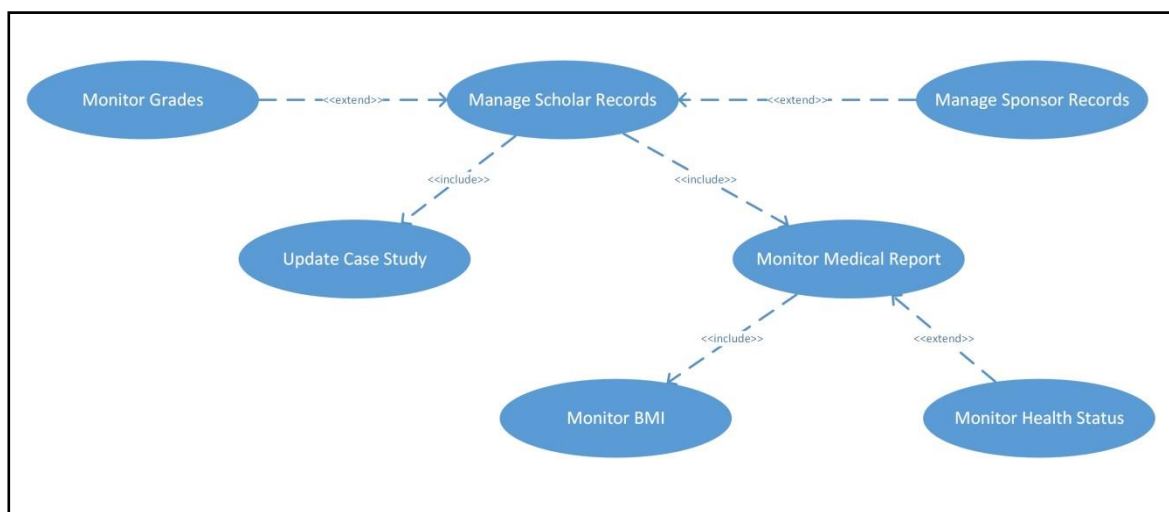 Monitor Grades
<<extend>>
Manage Scholar Records
<<extend>>
Manage Sponsor Records
<<include>>
<<include>>
Update Case Study
Monitor Medical Report
<<include>>
<<extend>>
Monitor BMI
Monitor Health Status